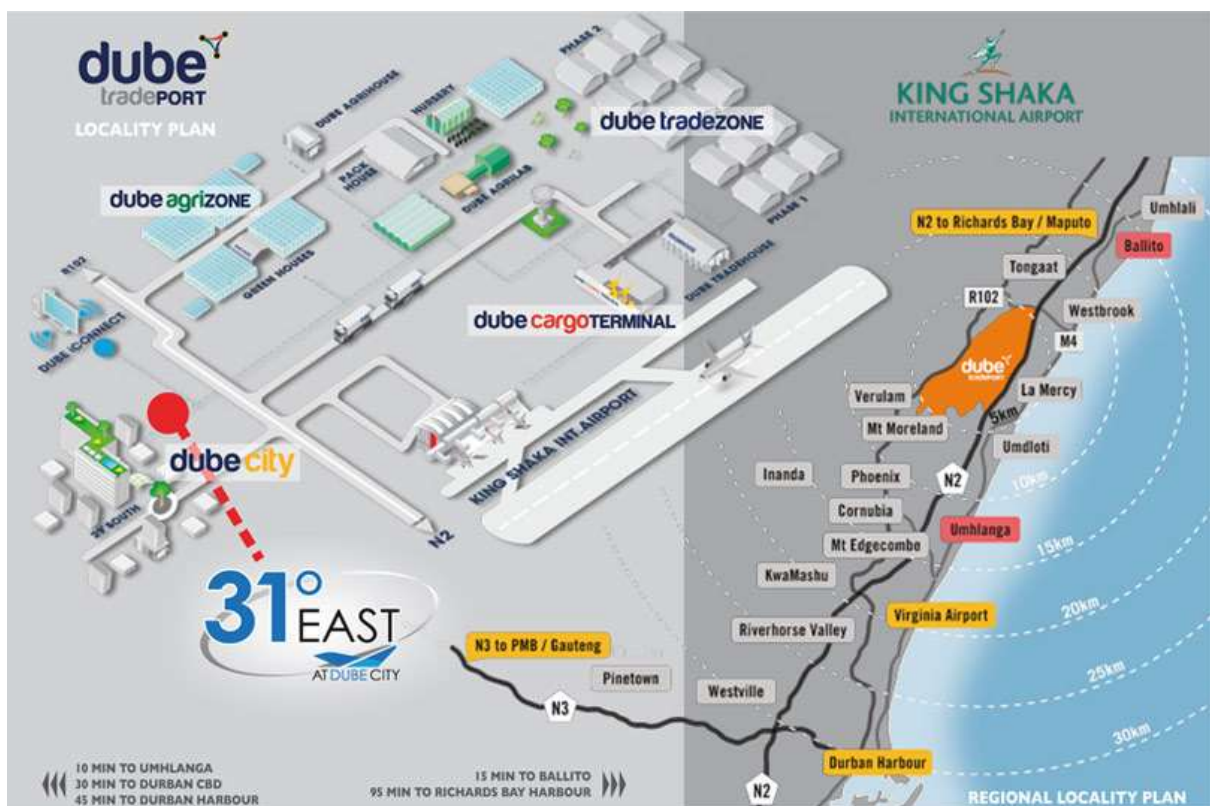 dube
tradePORT
LOCALITY PLAN
DUBE AGRIHOUSE
NURSERY
PHASE 2
dube tradezone
PACK
HOUSE
DUBE AGRILAB
dube agrizone
PHASE 1
R102
GREEN HOUSES
DUBE TRADEHOUSE
DUBE ICONNECT
dube cargoTERMINAL
dube city
KING SHAKA INT. AIRPORT
29° SOUTH
N2
31° EAST
AT DUBE CITY
10 MIN TO UMHLANGA
30 MIN TO DURBAN CBD
45 MIN TO DURBAN HARBOUR
15 MIN TO BALLITO
95 MIN TO RICHARDS BAY HARBOUR
KING SHAKA
INTERNATIONAL AIRPORT
Umhlali
N2 to Richards Bay / Maputo
Ballito
Tongaat
R102
Westbrook
M4
dube
tradeport
La Mercy
Verulam
5km
Mt Moreland
Umdloti
Inanda
Phoenix
N2
10km
Cornubia
Umhlanga
Mt Edgecombe
15km
KwaMashu
20km
Virginia Airport
Riverhorse Valley
N3 to PMB / Gauteng
Pinetown
25km
Westville
N3
30km
Durban Harbour
N2
REGIONAL LOCALITY PLAN